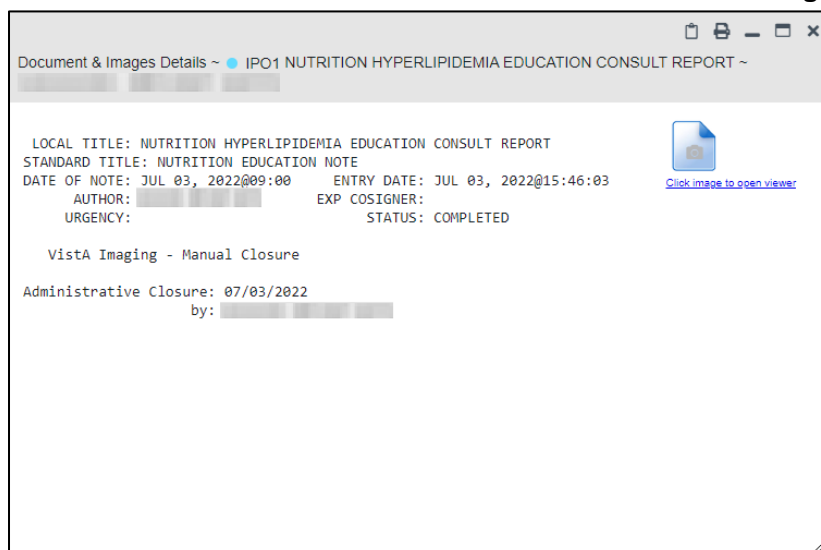 Document & Images Details ~ IPO1 NUTRITION HYPERLIPIDEMIA EDUCATION CONSULT REPORT ~
LOCAL TITLE: NUTRITION HYPERLIPIDEMIA EDUCATION CONSULT REPORT
STANDARD TITLE: NUTRITION EDUCATION NOTE
DATE OF NOTE: JUL 03, 2022@09:00 ENTRY DATE: JUL 03, 2022@15:46:03
AUTHOR: EXP COSIGNER:
URGENCY: STATUS: COMPLETED
Click image to open viewer
VistA Imaging - Manual Closure
Administrative Closure: 07/03/2022
by: